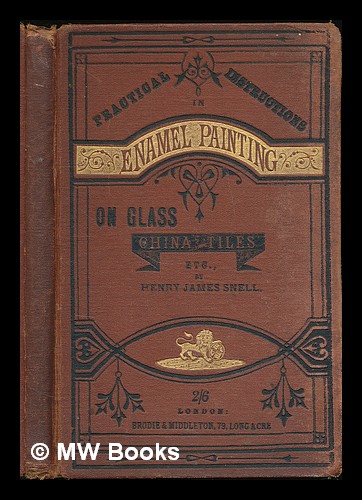 PRACTICAL INSTRUCTIONS
IN
ENAMEL PAINTING
ON GLASS
CHINA TILES
ETC.,
BY
HENRY JAMES SNELL.
2/6
LONDON:
BRODIE & MIDDLETON, 79, LONG ACRE
© MW Books